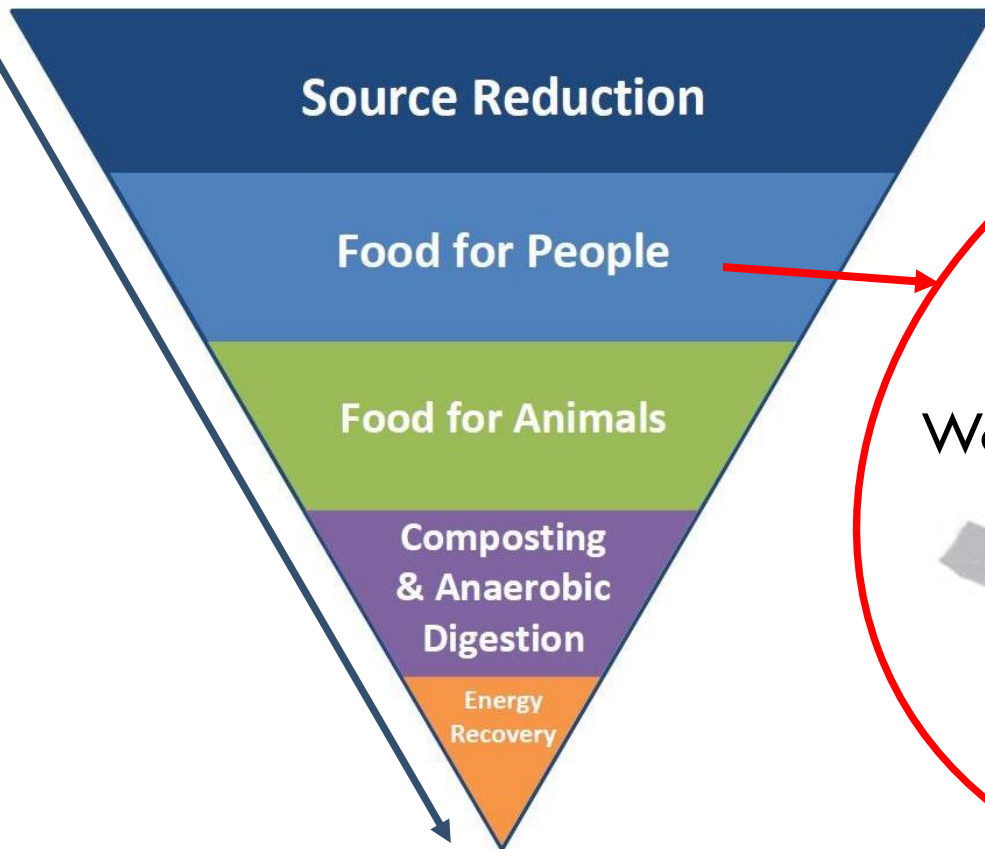 Source Reduction
Food for People
Food for Animals
Composting
& Anaerobic
Digestion
Energy
Recovery